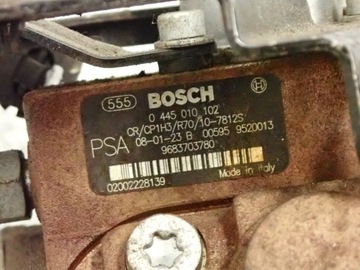 555 BOSCH
0 445 010 102
CR/CP1H3/R70/10-7812S
PSA 08-01-23 B 00595 9520013
9683703780
Made in Italy
02002228139